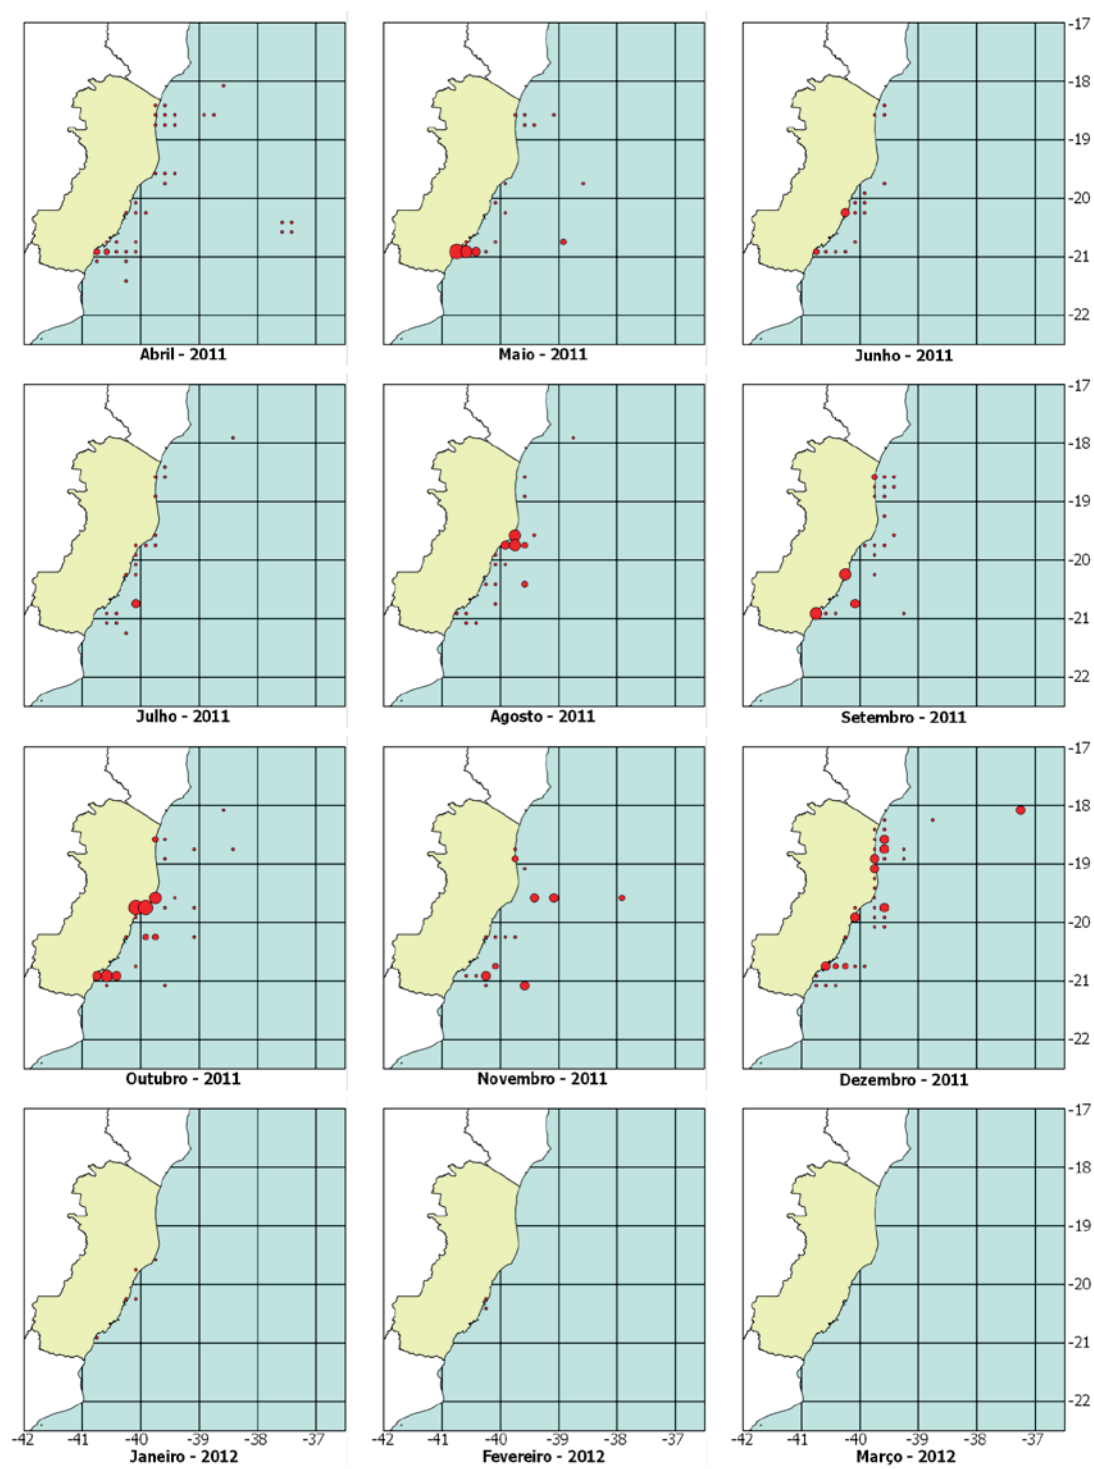 -17
-18
-19
-20
-21
-22
Abril - 2011
Maio - 2011
Junho - 2011
-17
-18
-19
-20
-21
-22
Julho - 2011
Agosto - 2011
Setembro - 2011
-17
-18
-19
-20
-21
-22
Outubro - 2011
Novembro - 2011
Dezembro - 2011
-17
-18
-19
-20
-21
-22
-42 -41 -40 -39 -38 -37
-42 -41 -40 -39 -38 -37
-42 -41 -40 -39 -38 -37
Janeiro - 2012
Fevereiro - 2012
Março - 2012